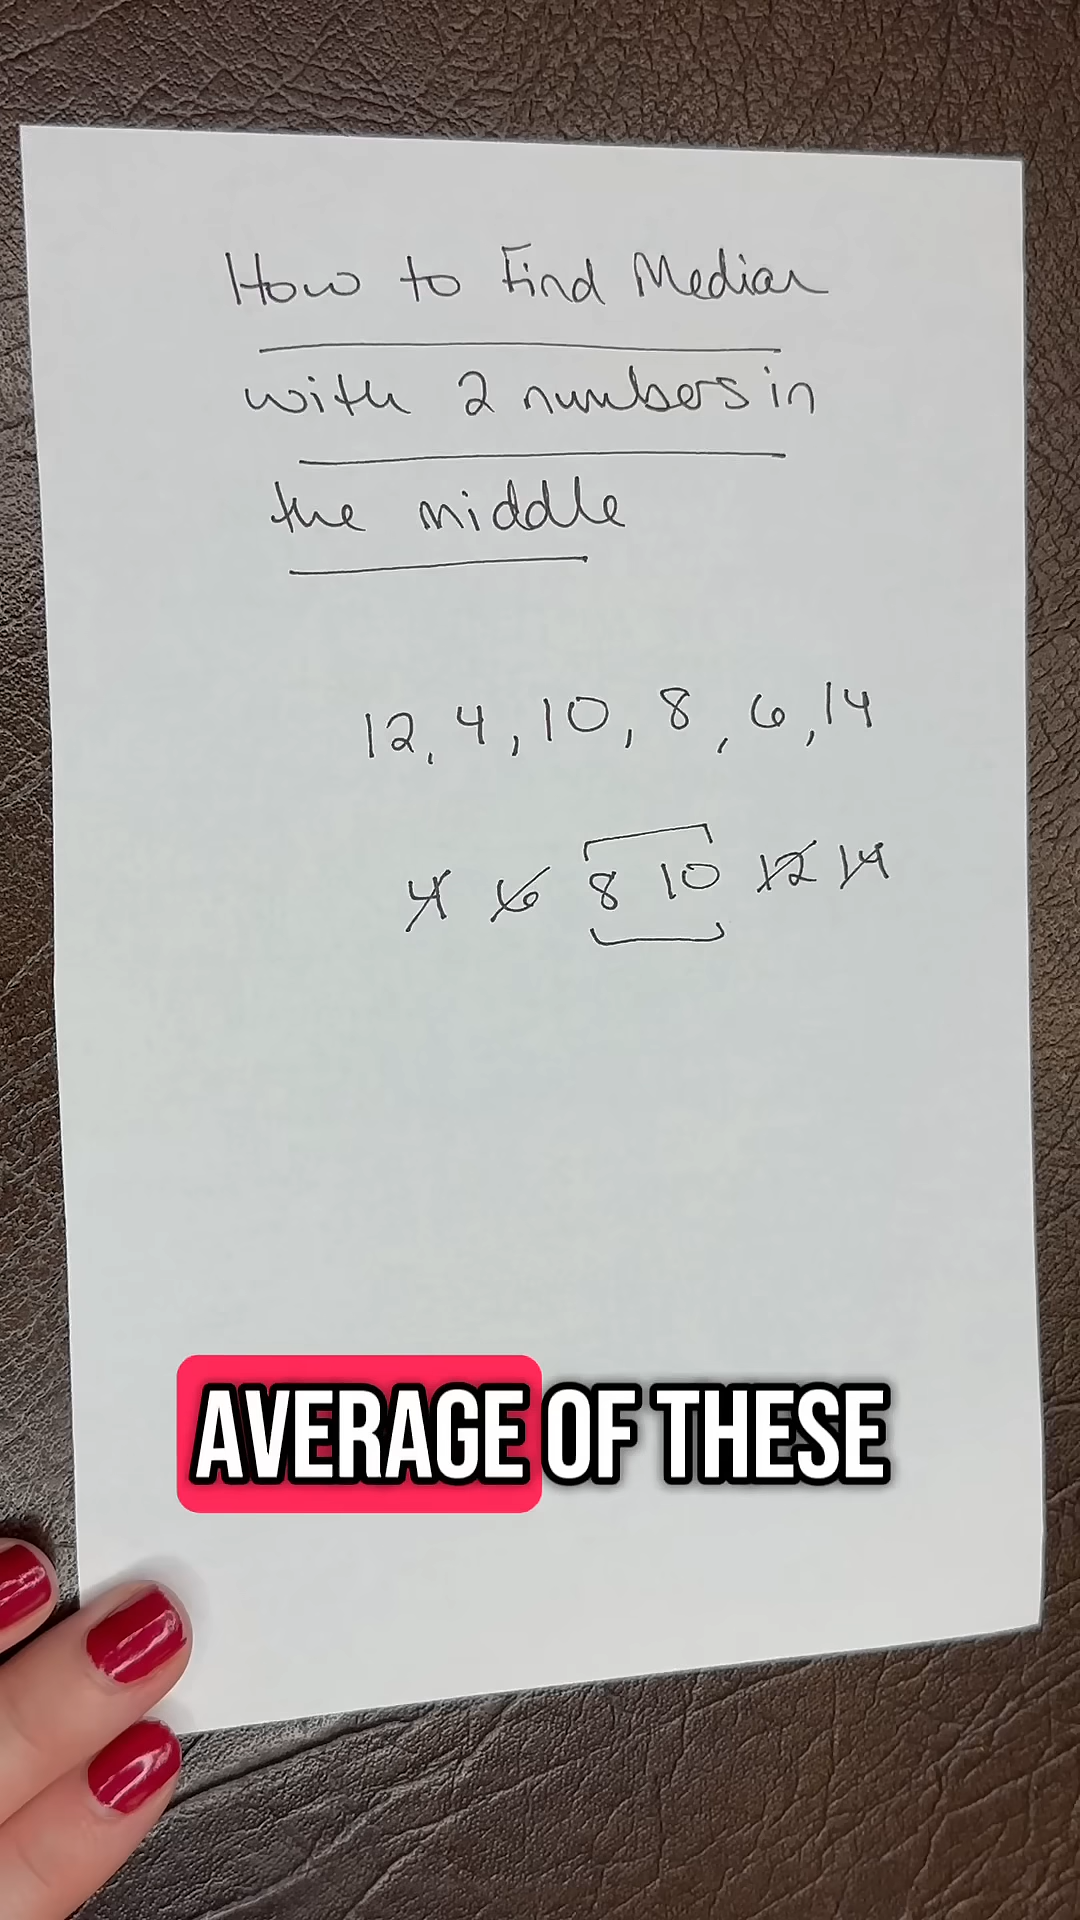 How to Find Median
with 2 numbers in
the middle
12, 4, 10, 8, 6, 14
4 6 8 10 12 14
AVERAGE OF THESE